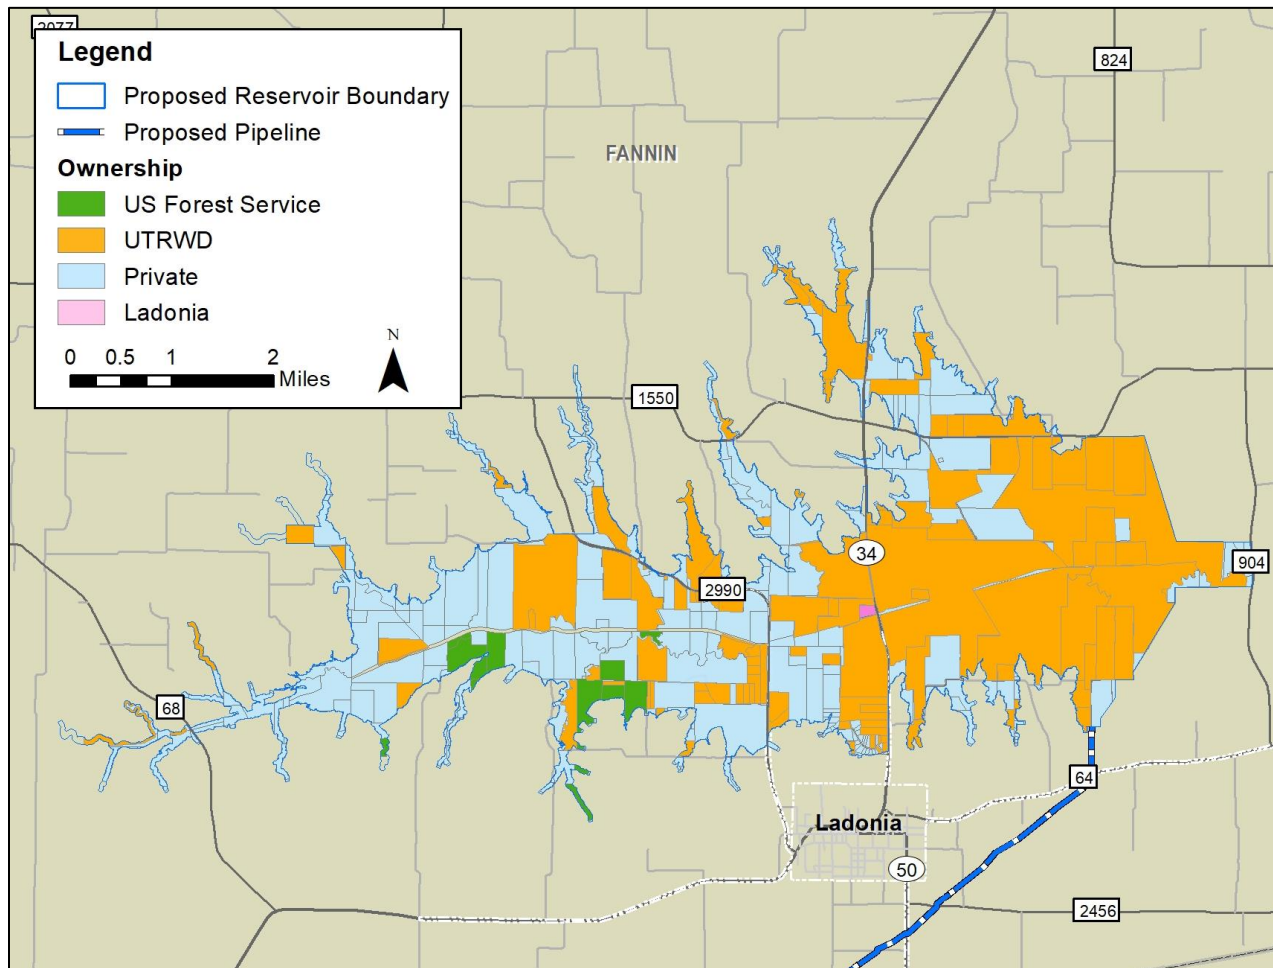 Legend
Proposed Reservoir Boundary
Proposed Pipeline
Ownership
US Forest Service
UTRWD
Private
Ladonia
0 0.5 1 2
Miles
N
824
FANNIN
1550
34
904
2990
68
64
Ladonia
50
2456